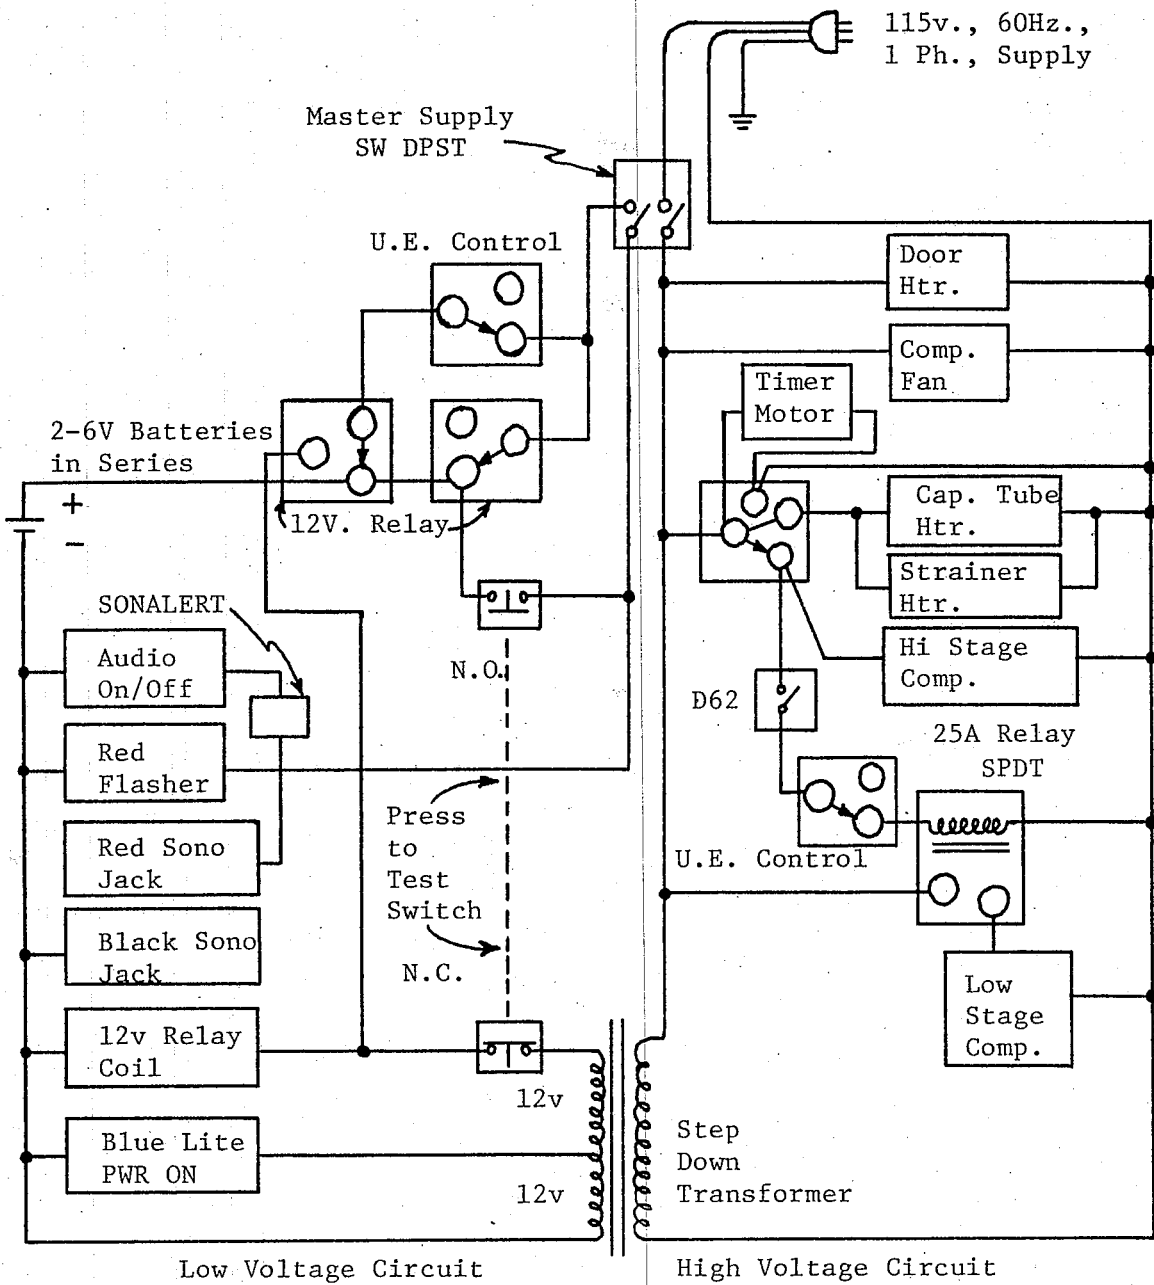 115v., 60Hz.,
1 Ph., Supply
Master Supply
SW DPST
U.E. Control
Door
Htr.
Comp.
Fan
Timer
Motor
2-6V Batteries
in Series
+
−
12V. Relay
Cap. Tube
Htr.
Strainer
Htr.
SONALERT
Audio
On/Off
N.O.
Hi Stage
Comp.
D62
25A Relay
SPDT
Red
Flasher
Press
to
Test
Switch
Red Sono
Jack
U.E. Control
Black Sono
Jack
N.C.
Low
Stage
Comp.
12v Relay
Coil
12v
Blue Lite
PWR ON
12v
Step
Down
Transformer
Low Voltage Circuit
High Voltage Circuit